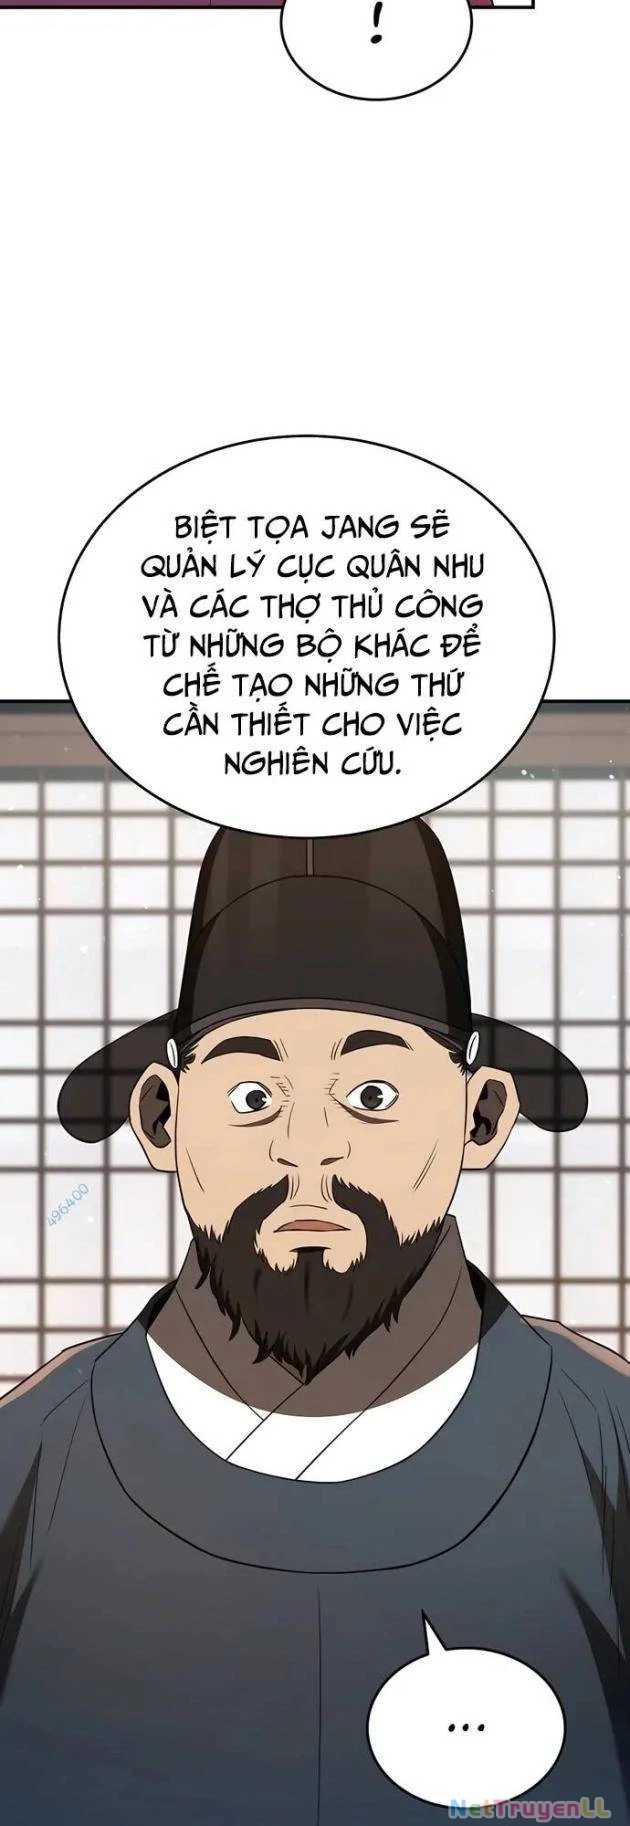 !
BIỆT TỌA JANG SẼ
QUẢN LÝ CỤC QUÂN NHU
VÀ CÁC THỢ THỦ CÔNG
TỪ NHỮNG BỘ KHÁC ĐỂ
CHẾ TẠO NHỮNG THỨ
CẦN THIẾT CHO VIỆC
NGHIÊN CỨU.
496400
...
NetTruyenLL